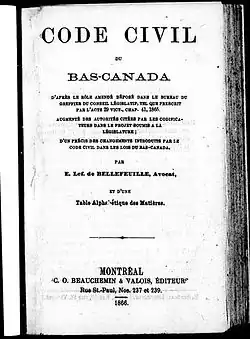 CODE CIVIL
DU
BAS-CANADA
D'APRÈS LE RÔLE AMENDÉ DÉPOSÉ DANS LE BUREAU DU
GREFFIER DU CONSEIL LÉGISLATIF, TEL QUE PRESCRIT
PAR L'ACTE 29 VICT., CHAP. 41, 1865.
AUGMENTÉ DES AUTORITÉS CITÉES PAR LES CODIFICA-
TEURS DANS LE PROJET SOUMIS A LA
LÉGISLATURE ;
D'UN PRÉCIS DES CHANGEMENTS INTRODUITS PAR LE
CODE CIVIL DANS LES LOIS DU BAS-CANADA.
PAR
E. Lef. de BELLEFEUILLE, Avocat,
ET D'UNE
Table Alphabétique des Matières.
MONTRÉAL
C. O. BEAUCHEMIN & VALOIS, ÉDITEURS
Rue St.-Paul, Nos. 237 et 239.
1866.